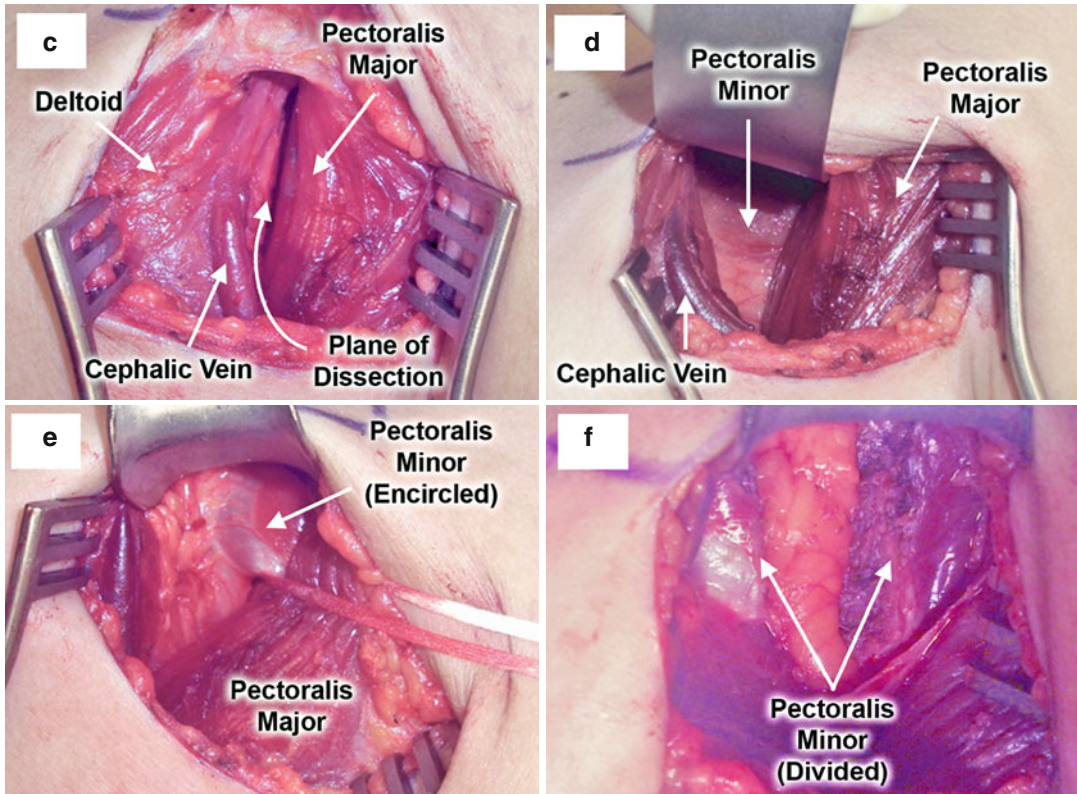 c
Pectoralis
Major
Deltoid
Cephalic Vein
Plane of
Dissection
d
Pectoralis
Minor
Pectoralis
Major
Cephalic Vein
e
Pectoralis
Minor
(Encircled)
Pectoralis
Major
f
Pectoralis
Minor
(Divided)